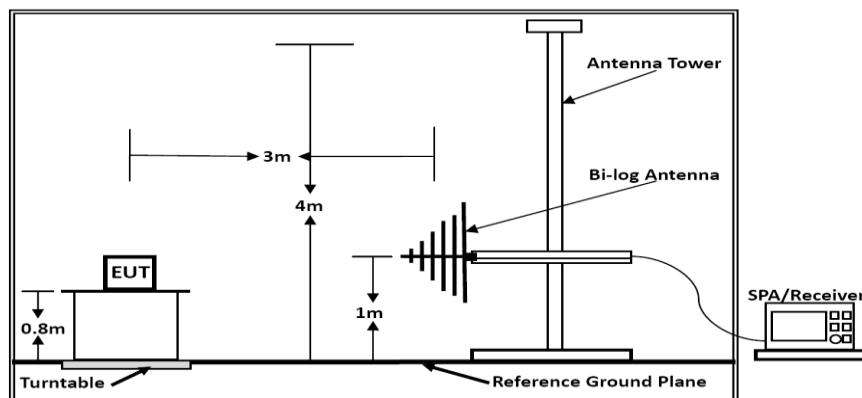 Antenna Tower
3m
Bi-log Antenna
4m
EUT
0.8m
1m
SPA/Receiver
Turntable
Reference Ground Plane